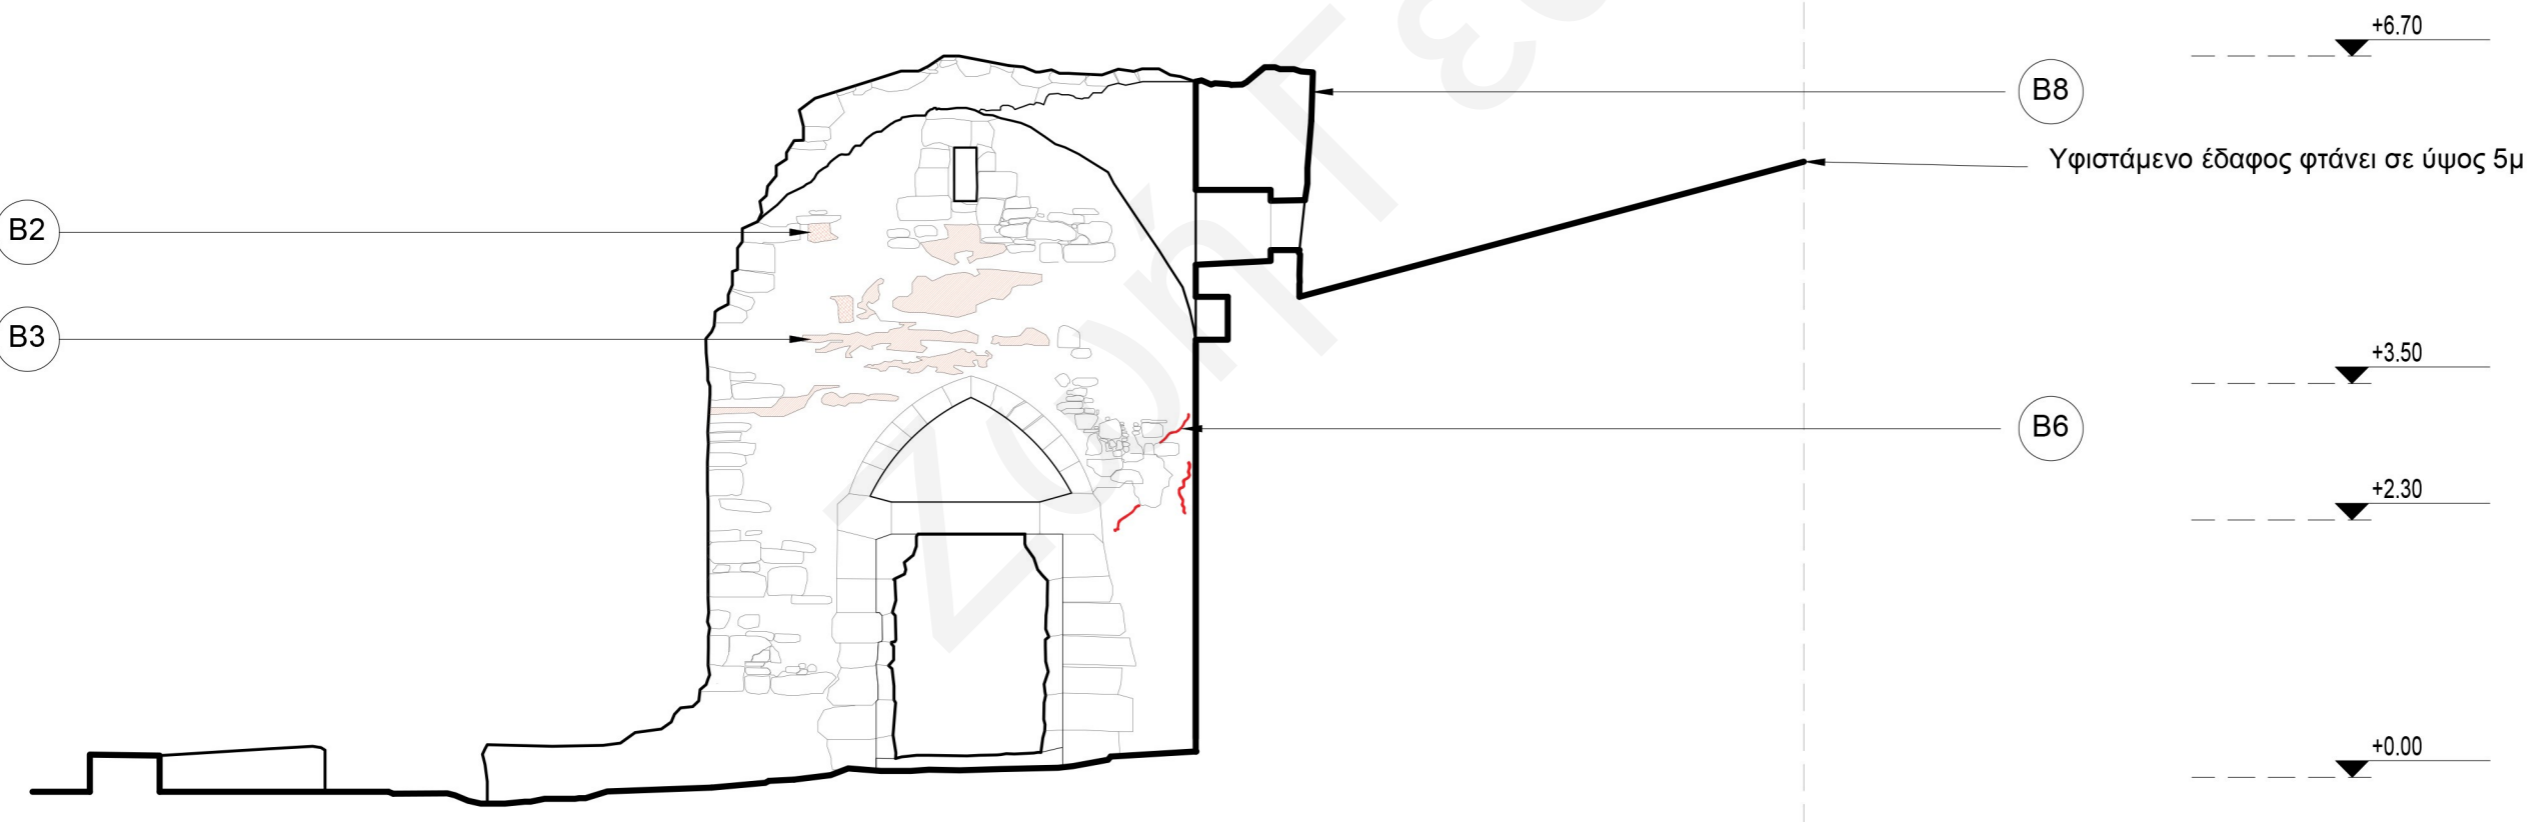 +6.70
B8
Υφιστάμενο έδαφος φτάνει σε ύψος 5μ
B2
B3
+3.50
B6
+2.30
+0.00